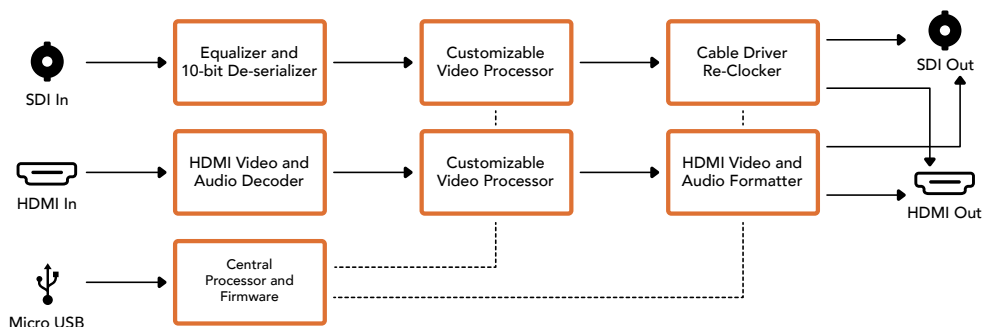 SDI In
Equalizer and
10-bit De-serializer
Customizable
Video Processor
Cable Driver
Re-Clocker
SDI Out
HDMI In
HDMI Video and
Audio Decoder
Customizable
Video Processor
HDMI Video and
Audio Formatter
HDMI Out
Micro USB
Central
Processor and
Firmware